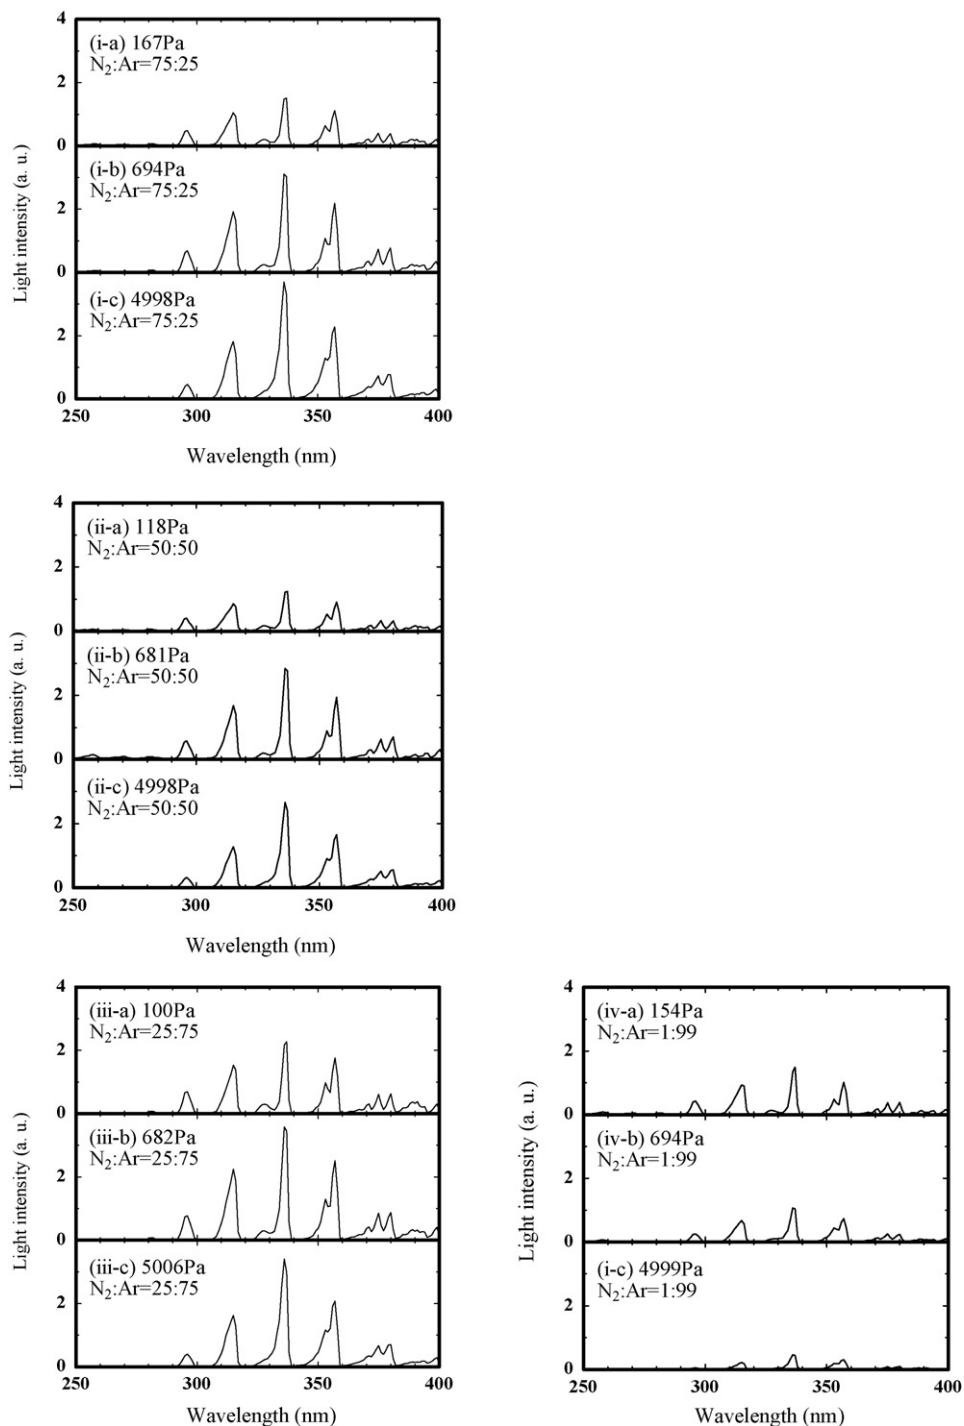 4
(i-a) 167Pa
N₂:Ar=75:25
2
0
(i-b) 694Pa
N₂:Ar=75:25
2
0
(i-c) 4998Pa
N₂:Ar=75:25
2
0
250 300 350 400
Wavelength (nm)
Light intensity (a. u.)
4
(ii-a) 118Pa
N₂:Ar=50:50
2
0
(ii-b) 681Pa
N₂:Ar=50:50
2
0
(ii-c) 4998Pa
N₂:Ar=50:50
2
0
250 300 350 400
Wavelength (nm)
Light intensity (a. u.)
4
(iii-a) 100Pa
N₂:Ar=25:75
2
0
(iii-b) 682Pa
N₂:Ar=25:75
2
0
(iii-c) 5006Pa
N₂:Ar=25:75
2
0
250 300 350 400
Wavelength (nm)
Light intensity (a. u.)
4
(iv-a) 154Pa
N₂:Ar=1:99
2
0
(iv-b) 694Pa
N₂:Ar=1:99
2
0
(i-c) 4999Pa
N₂:Ar=1:99
2
0
250 300 350 400
Wavelength (nm)
Light intensity (a. u.)